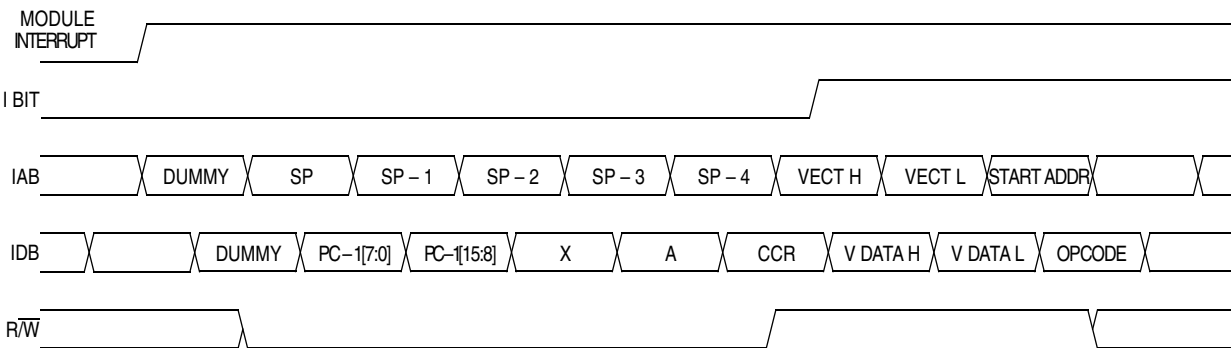 MODULE
INTERRUPT
I BIT
IAB DUMMY SP SP – 1 SP – 2 SP – 3 SP – 4 VECT H VECT L START ADDR
IDB DUMMY PC–1[7:0] PC–1[15:8] X A CCR V DATA H V DATA L OPCODE
R/W̅